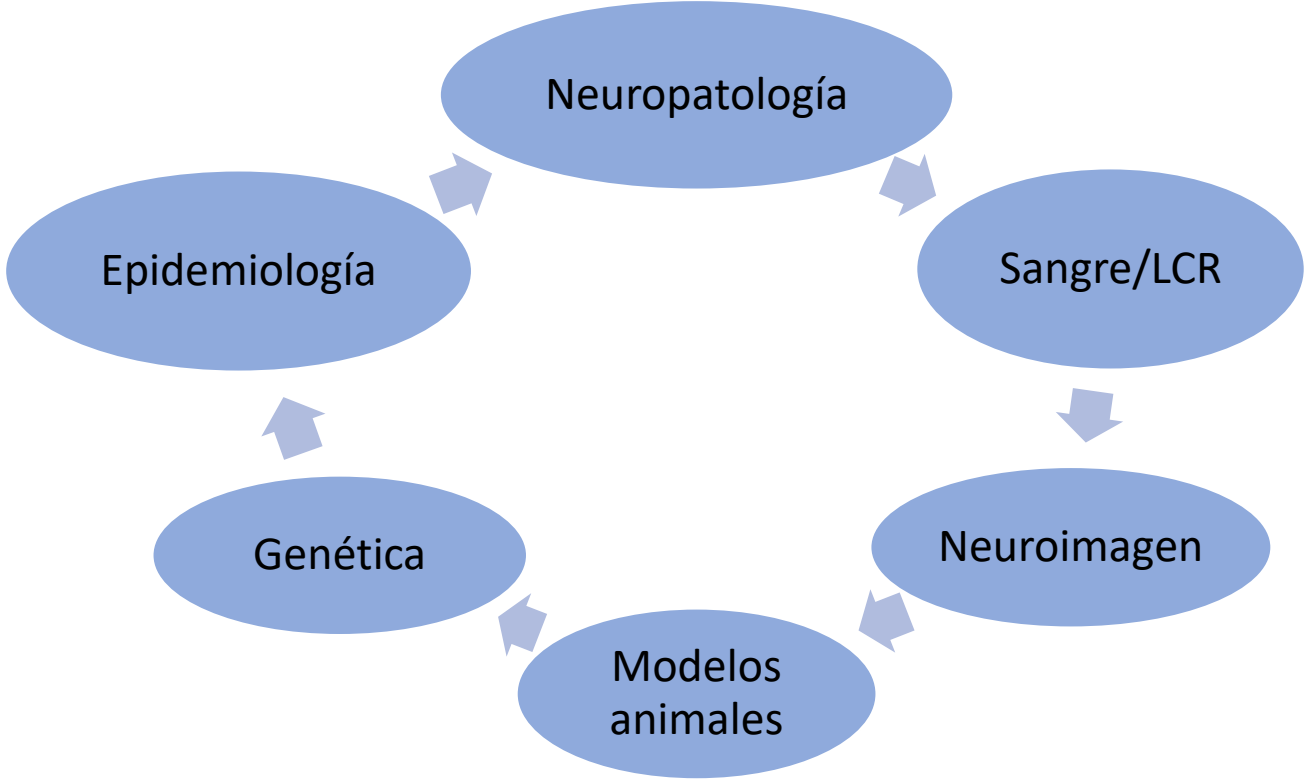 Neuropatología
Epidemiología
Sangre/LCR
Genética
Neuroimagen
Modelos
animales